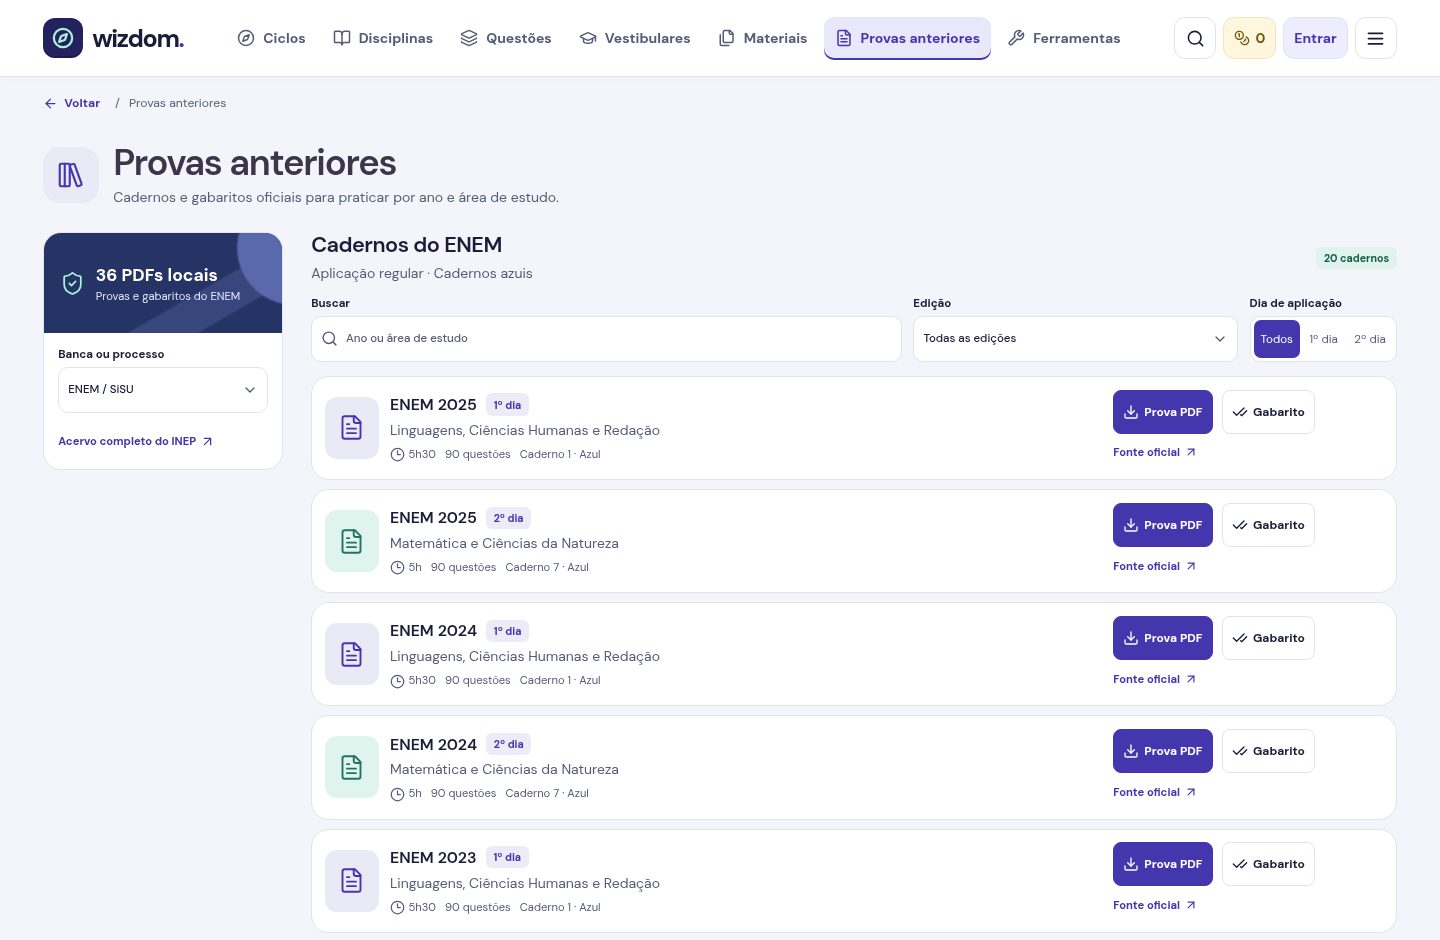 wizdom.
Ciclos
Disciplinas
Questões
Vestibulares
Materiais
Provas anteriores
Ferramentas
0
Entrar
Voltar / Provas anteriores
Provas anteriores
Cadernos e gabaritos oficiais para praticar por ano e área de estudo.
36 PDFs locais
Provas e gabaritos do ENEM
Banca ou processo
ENEM / SiSU
Acervo completo do INEP
Cadernos do ENEM
Aplicação regular · Cadernos azuis
20 cadernos
Buscar
Ano ou área de estudo
Edição
Todas as edições
Dia de aplicação
Todos 1º dia 2º dia
ENEM 2025 1º dia
Linguagens, Ciências Humanas e Redação
5h30 90 questões Caderno 1 · Azul
Prova PDF Gabarito
Fonte oficial
ENEM 2025 2º dia
Matemática e Ciências da Natureza
5h 90 questões Caderno 7 · Azul
Prova PDF Gabarito
Fonte oficial
ENEM 2024 1º dia
Linguagens, Ciências Humanas e Redação
5h30 90 questões Caderno 1 · Azul
Prova PDF Gabarito
Fonte oficial
ENEM 2024 2º dia
Matemática e Ciências da Natureza
5h 90 questões Caderno 7 · Azul
Prova PDF Gabarito
Fonte oficial
ENEM 2023 1º dia
Linguagens, Ciências Humanas e Redação
5h30 90 questões Caderno 1 · Azul
Prova PDF Gabarito
Fonte oficial